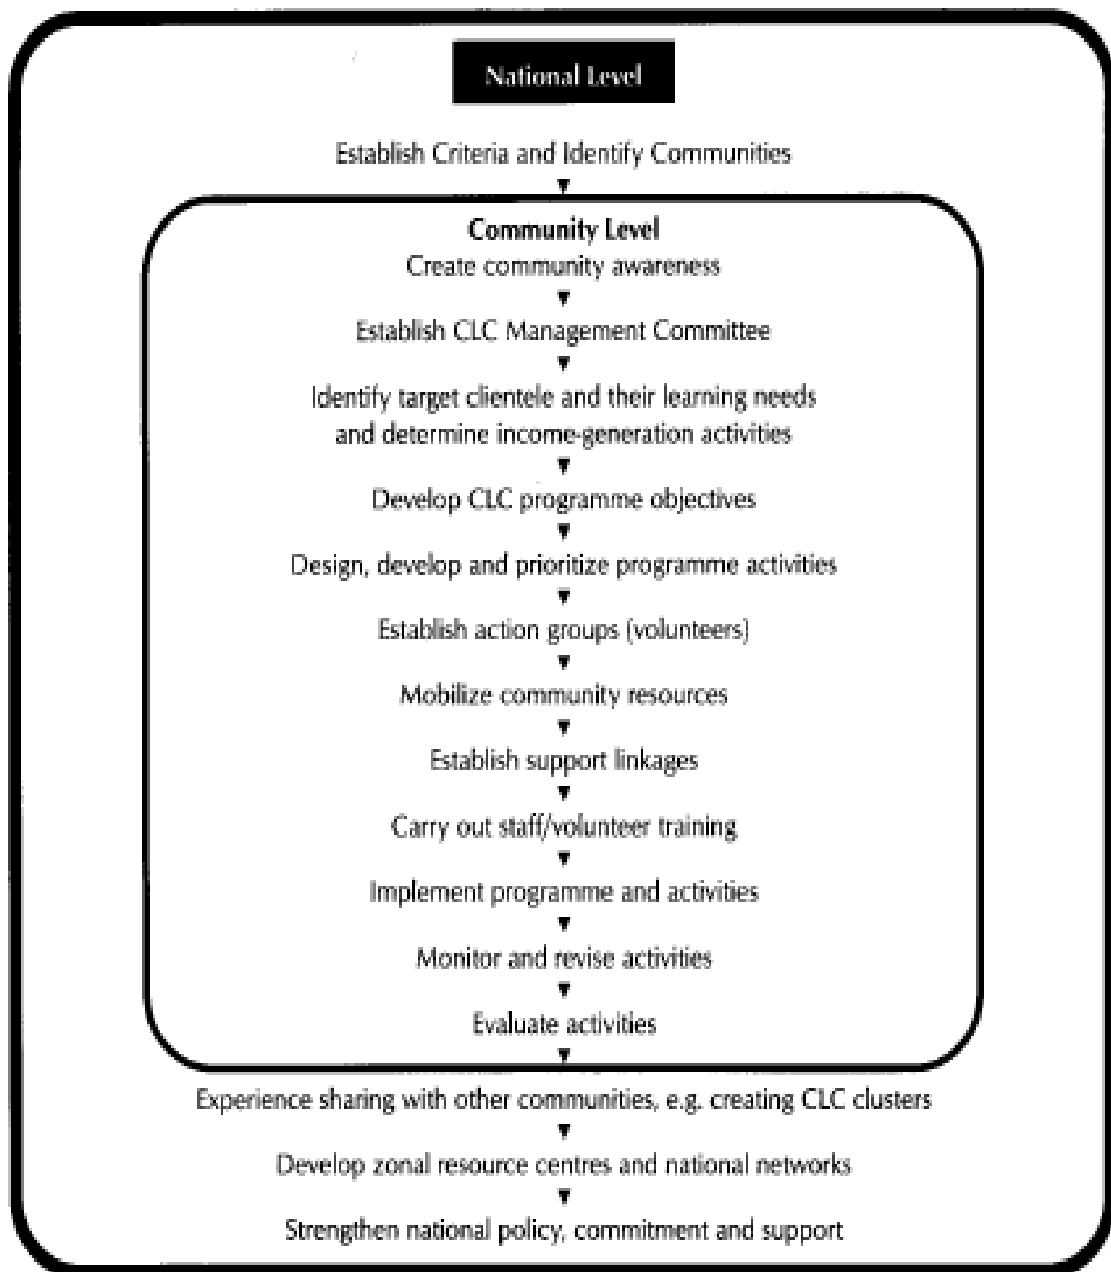 National Level
Establish Criteria and Identify Communities
Community Level
Create community awareness
Establish CLC Management Committee
Identify target clientele and their learning needs
and determine income-generation activities
Develop CLC programme objectives
Design, develop and prioritize programme activities
Establish action groups (volunteers)
Mobilize community resources
Establish support linkages
Carry out staff/volunteer training
Implement programme and activities
Monitor and revise activities
Evaluate activities
Experience sharing with other communities, e.g. creating CLC clusters
Develop zonal resource centres and national networks
Strengthen national policy, commitment and support